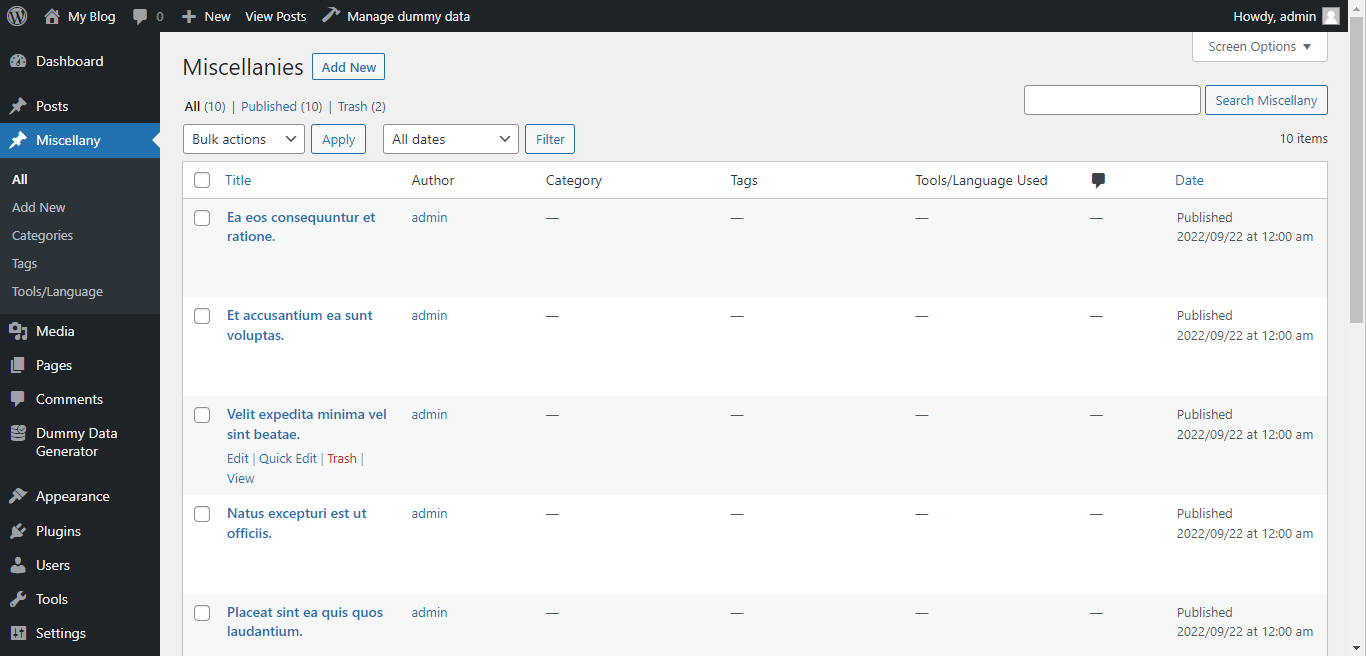 My Blog 0 New View Posts Manage dummy data Howdy, admin
Screen Options
Dashboard
Posts
Miscellany
All
Add New
Categories
Tags
Tools/Language
Media
Pages
Comments
Dummy Data
Generator
Appearance
Plugins
Users
Tools
Settings
Miscellanies Add New
All (10) | Published (10) | Trash (2)
Search Miscellany
Bulk actions Apply All dates Filter 10 items
Title Author Category Tags Tools/Language Used Date
Ea eos consequuntur et admin — — — — Published
ratione. 2022/09/22 at 12:00 am
Et accusantium ea sunt admin — — — — Published
voluptas. 2022/09/22 at 12:00 am
Velit expedita minima vel admin — — — — Published
sint beatae. 2022/09/22 at 12:00 am
Edit | Quick Edit | Trash |
View
Natus excepturi est ut admin — — — — Published
officiis. 2022/09/22 at 12:00 am
Placeat sint ea quis quos admin — — — — Published
laudantium. 2022/09/22 at 12:00 am